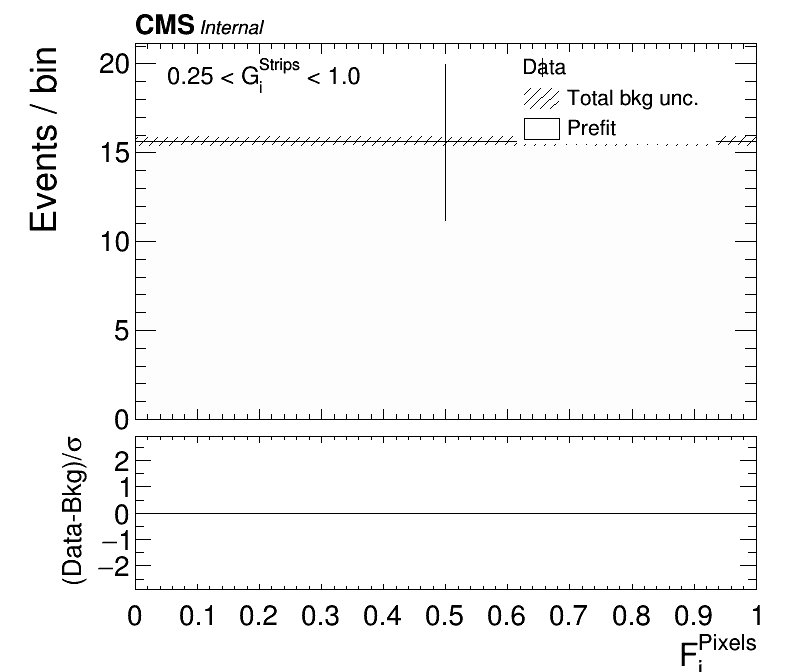 CMS Internal
Events / bin
20
15
10
5
0
0.25 < G_i^Strips < 1.0
Data
Total bkg unc.
Prefit
(Data-Bkg)/σ
2
1
0
−1
−2
0 0.1 0.2 0.3 0.4 0.5 0.6 0.7 0.8 0.9 1
F_i^Pixels